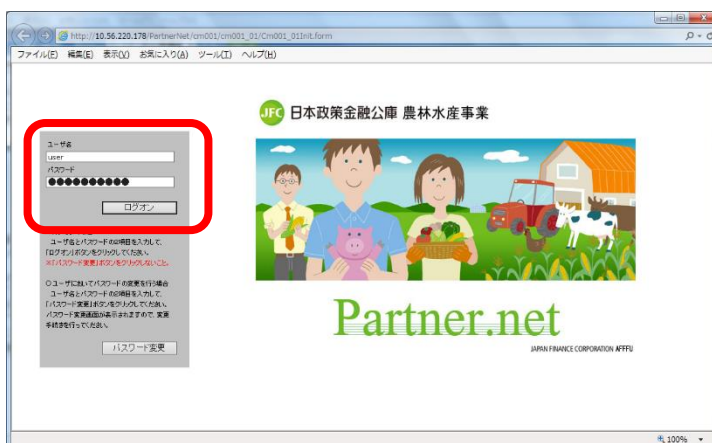 http://10.56.220.178/PartnerNet/cm001/cm001_01/Cm001_01Init.form
ファイル(F) 編集(E) 表示(V) お気に入り(A) ツール(T) ヘルプ(H)
JFC 日本政策金融公庫 農林水産事業
ユーザ名
user
パスワード
●●●●●●●●●●
ログオン
ユーザ名とパスワードの2項目を入力して、
「ログオン」ボタンをクリックしてください。
※「パスワード変更」ボタンをクリックしないこと。
○ユーザにおいてパスワードの変更を行う場合
ユーザ名とパスワードの2項目を入力して、
「パスワード変更」ボタンをクリックしてください。
パスワード変更画面が表示されますので、変更
手続きを行ってください。
パスワード変更
Partner.net
JAPAN FINANCE CORPORATION AFFFU
100%